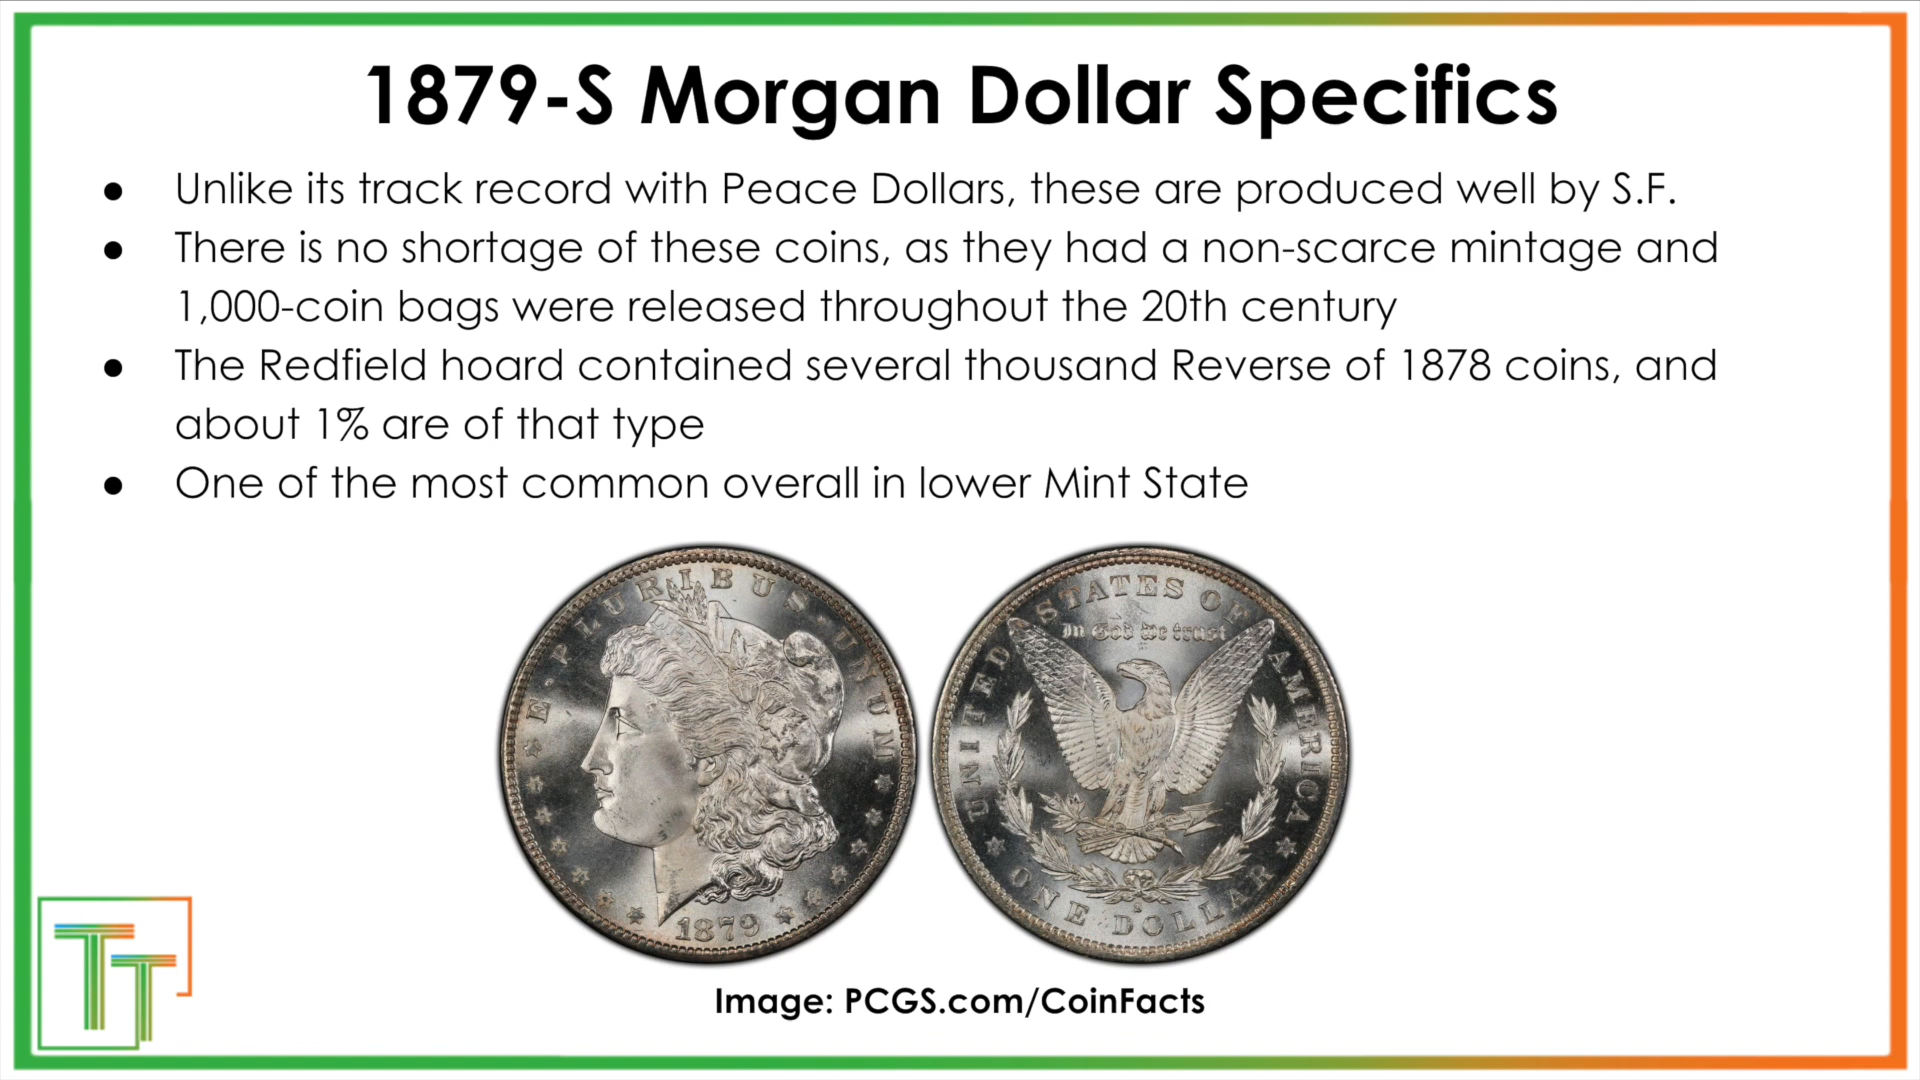 1879-S Morgan Dollar Specifics
● Unlike its track record with Peace Dollars, these are produced well by S.F.
● There is no shortage of these coins, as they had a non-scarce mintage and
1,000-coin bags were released throughout the 20th century
● The Redfield hoard contained several thousand Reverse of 1878 coins, and
about 1% are of that type
● One of the most common overall in lower Mint State
E·PLURIBUS·UNUM
1879
UNITED STATES OF AMERICA
In God We trust
S
ONE DOLLAR
TT
Image: PCGS.com/CoinFacts